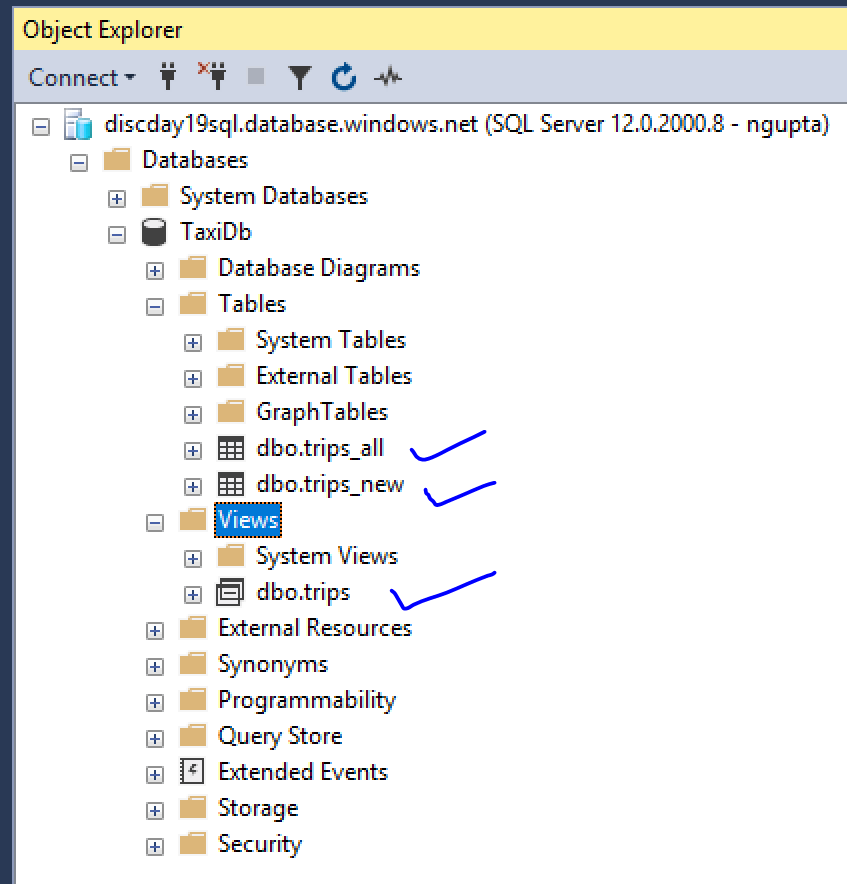 Object Explorer
Connect
discday19sql.database.windows.net (SQL Server 12.0.2000.8 - ngupta)
Databases
System Databases
TaxiDb
Database Diagrams
Tables
System Tables
External Tables
GraphTables
dbo.trips_all
dbo.trips_new
Views
System Views
dbo.trips
External Resources
Synonyms
Programmability
Query Store
Extended Events
Storage
Security